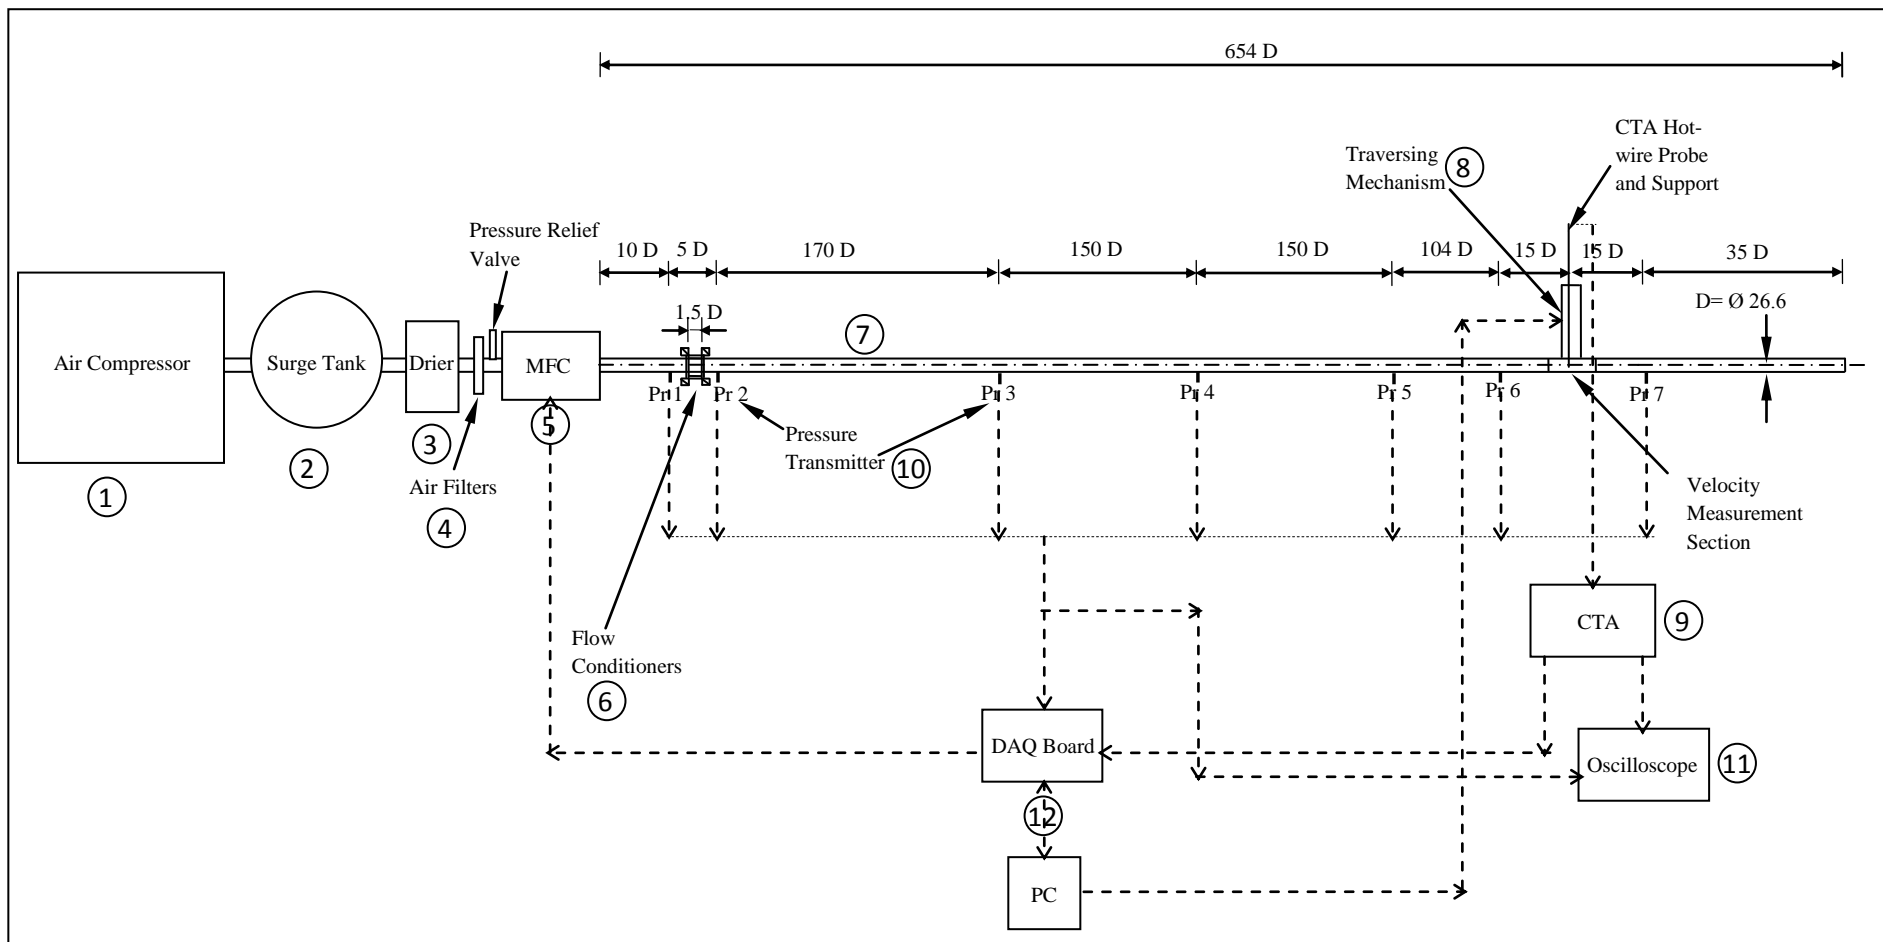 654 D
CTA Hot-
wire Probe
and Support
Traversing
Mechanism
8
Pressure Relief
Valve
10 D
5 D
170 D
150 D
150 D
104 D
15 D
15 D
35 D
D= Ø 26.6
1.5 D
7
Air Compressor
Surge Tank
Drier
MFC
Pr 1
Pr 2
Pr 3
Pr 4
Pr 5
Pr 6
Pr 7
1
2
3
Air Filters
4
5
Pressure
Transmitter
10
Velocity
Measurement
Section
Flow
Conditioners
6
CTA
9
DAQ Board
Oscilloscope
11
12
PC